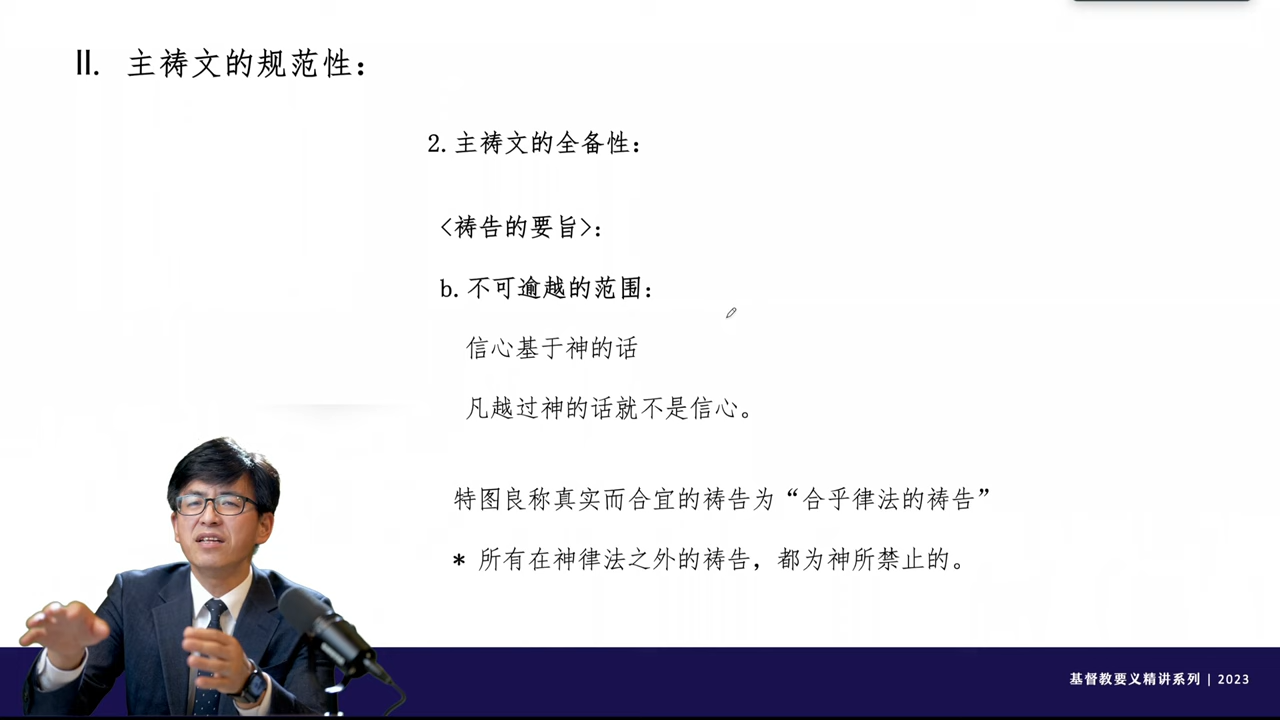 II. 主祷文的规范性：
2. 主祷文的全备性：
<祷告的要旨>：
b. 不可逾越的范围：
信心基于神的话
凡越过神的话就不是信心。
特图良称真实而合宜的祷告为“合乎律法的祷告”
* 所有在神律法之外的祷告，都为神所禁止的。
基督教要义精讲系列 | 2023